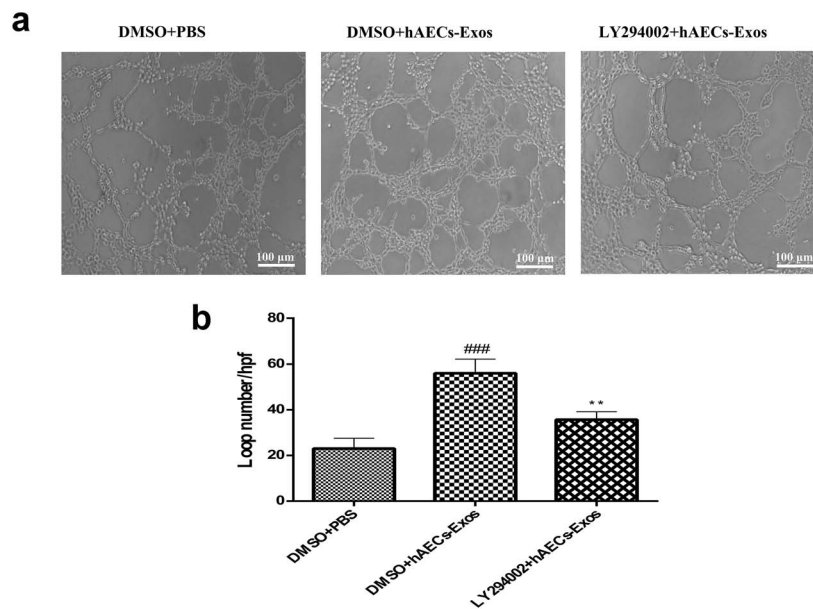 a
DMSO+PBS
DMSO+hAECs-Exos
LY294002+hAECs-Exos
100 µm
100 µm
100 µm
b
Loop number/hpf
80
60
40
20
0
###
**
DMSO+PBS
DMSO+hAECs-Exos
LY294002+hAECs-Exos